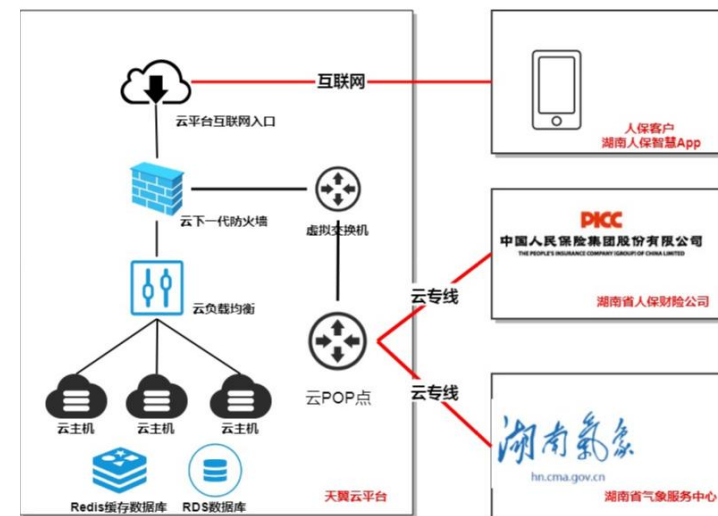 互联网
云平台互联网入口
人保客户
湖南人保智慧App
云下一代防火墙
虚拟交换机
PICC
中国人民保险集团股份有限公司
THE PEOPLE'S INSURANCE COMPANY (GROUP) OF CHINA LIMITED
湖南省人保财险公司
云专线
云负载均衡
云POP点
云专线
云主机
云主机
云主机
湖南氣象
hn.cma.gov.cn
Redis缓存数据库
RDS数据库
天翼云平台
湖南省气象服务中心